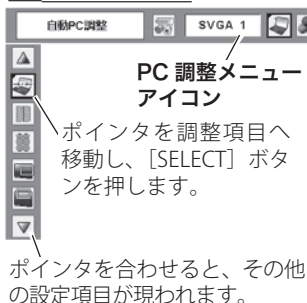 自動PC調整
SVGA 1
PC 調整メニュー
アイコン
ポインタを調整項目へ
移動し、［SELECT］ボタ
ンを押します。
ポインタを合わせると、その他
の設定項目が現われます。